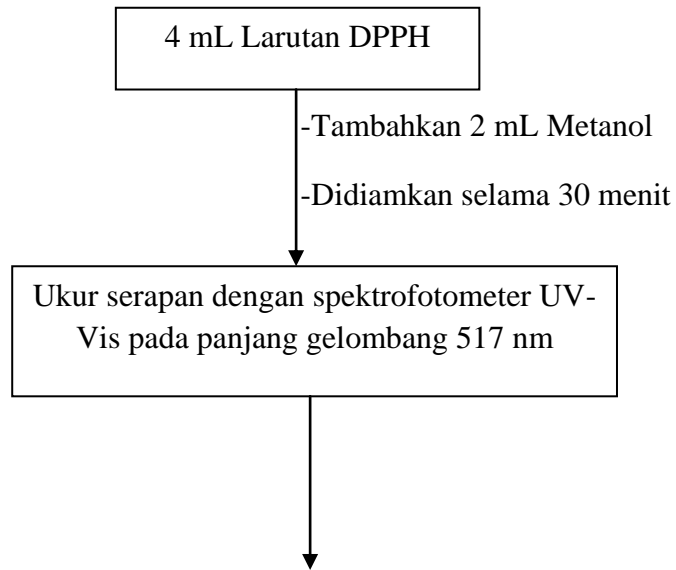 4 mL Larutan DPPH
-Tambahkan 2 mL Metanol
-Didiamkan selama 30 menit
Ukur serapan dengan spektrofotometer UV-
Vis pada panjang gelombang 517 nm